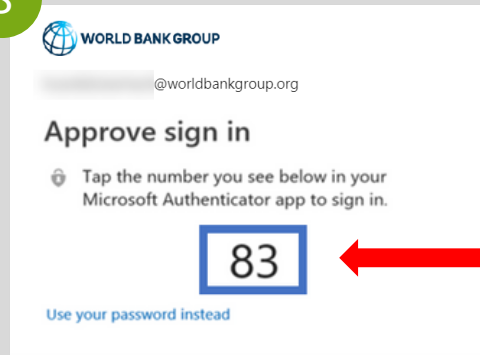 WORLD BANK GROUP
@worldbankgroup.org
Approve sign in
Tap the number you see below in your
Microsoft Authenticator app to sign in.
83
Use your password instead